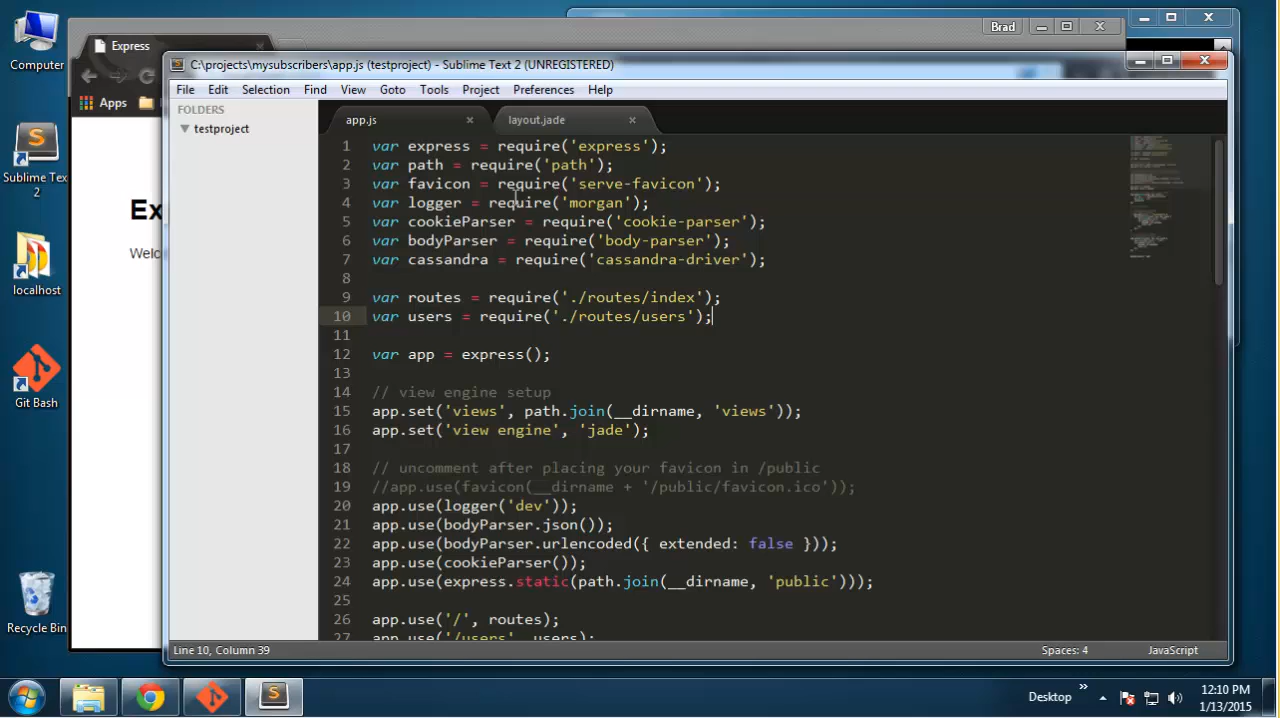 Computer
Sublime Text
2
localhost
Git Bash
Recycle Bin
Brad
Express
Apps
Ex
Welc
C:\projects\mysubscribers\app.js (testproject) - Sublime Text 2 (UNREGISTERED)
File Edit Selection Find View Goto Tools Project Preferences Help
FOLDERS
testproject
app.js layout.jade
1 var express = require('express');
2 var path = require('path');
3 var favicon = require('serve-favicon');
4 var logger = require('morgan');
5 var cookieParser = require('cookie-parser');
6 var bodyParser = require('body-parser');
7 var cassandra = require('cassandra-driver');
8
9 var routes = require('./routes/index');
10 var users = require('./routes/users');
11
12 var app = express();
13
14 // view engine setup
15 app.set('views', path.join(__dirname, 'views'));
16 app.set('view engine', 'jade');
17
18 // uncomment after placing your favicon in /public
19 //app.use(favicon(__dirname + '/public/favicon.ico'));
20 app.use(logger('dev'));
21 app.use(bodyParser.json());
22 app.use(bodyParser.urlencoded({ extended: false }));
23 app.use(cookieParser());
24 app.use(express.static(path.join(__dirname, 'public')));
25
26 app.use('/', routes);
27 app.use('/users', users);
Line 10, Column 39 Spaces: 4 JavaScript
Desktop
12:10 PM
1/13/2015